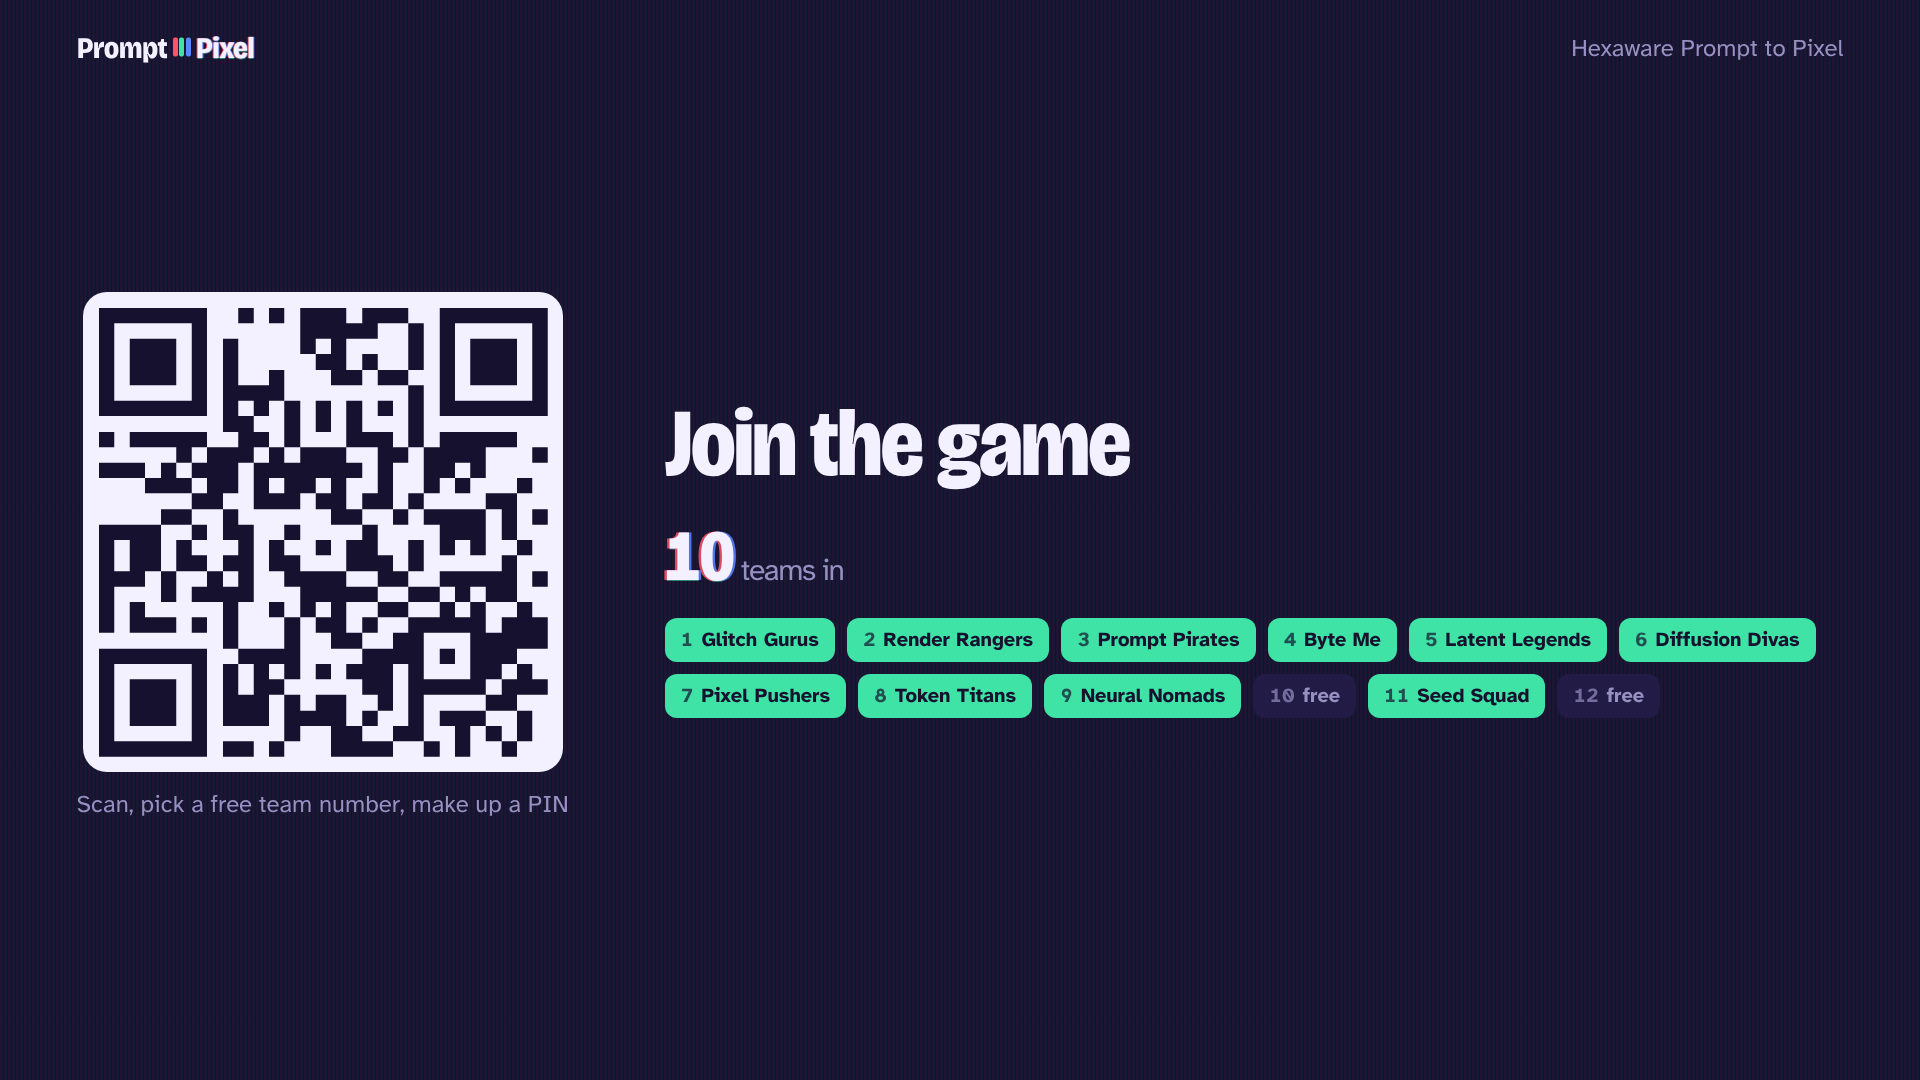 Prompt Pixel
Hexaware Prompt to Pixel
Join the game
10 teams in
1 Glitch Gurus 2 Render Rangers 3 Prompt Pirates 4 Byte Me 5 Latent Legends 6 Diffusion Divas
7 Pixel Pushers 8 Token Titans 9 Neural Nomads 10 free 11 Seed Squad 12 free
Scan, pick a free team number, make up a PIN